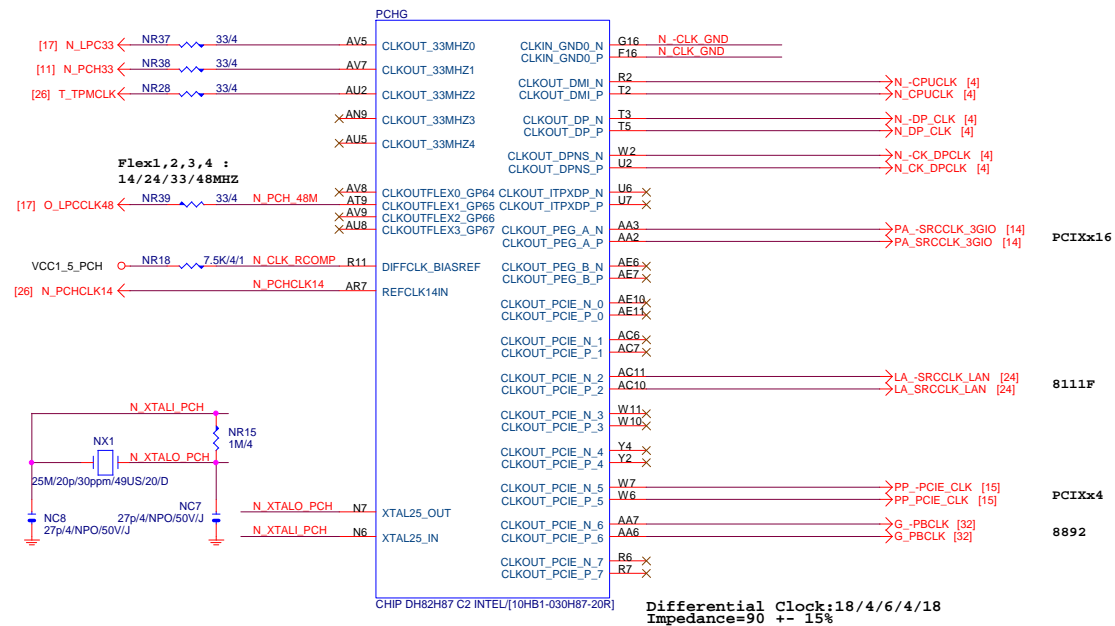 PCHG
[17] N_LPC33 NR37 33/4 AV5 CLKOUT_33MHZ0
[11] N_PCH33 NR38 33/4 AV7 CLKOUT_33MHZ1
[26] T_TPMCLK NR28 33/4 AU2 CLKOUT_33MHZ2
AN9 CLKOUT_33MHZ3
AU5 CLKOUT_33MHZ4
Flex1,2,3,4 :
14/24/33/48MHZ
AV8 CLKOUTFLEX0_GP64
[17] O_LPCCLK48 NR39 33/4 N_PCH_48M AT9 CLKOUTFLEX1_GP65
AV9 CLKOUTFLEX2_GP66
AU8 CLKOUTFLEX3_GP67
VCC1_5_PCH NR18 7.5K/4/1 N_CLK_RCOMP R11 DIFFCLK_BIASREF
[26] N_PCHCLK14 N_PCHCLK14 AR7 REFCLK14IN
N_XTALI_PCH
NR15
1M/4
NX1
N_XTALO_PCH
25M/20p/30ppm/49US/20/D
NC8
27p/4/NPO/50V/J
NC7
27p/4/NPO/50V/J
N_XTALO_PCH N7 XTAL25_OUT
N_XTALI_PCH N6 XTAL25_IN
CLKIN_GND0_N G16 N_-CLK_GND
CLKIN_GND0_P F16 N_CLK_GND
CLKOUT_DMI_N R2 N_-CPUCLK [4]
CLKOUT_DMI_P T2 N_CPUCLK [4]
CLKOUT_DP_N T3 N_-DP_CLK [4]
CLKOUT_DP_P T5 N_DP_CLK [4]
CLKOUT_DPNS_N W2 N_-CK_DPCLK [4]
CLKOUT_DPNS_P U2 N_CK_DPCLK [4]
CLKOUT_ITPXDP_N U6
CLKOUT_ITPXDP_P U7
CLKOUT_PEG_A_N AA3 PA_-SRCCLK_3GIO [14]
CLKOUT_PEG_A_P AA2 PA_SRCCLK_3GIO [14]
PCIXx16
CLKOUT_PEG_B_N AE6
CLKOUT_PEG_B_P AE7
CLKOUT_PCIE_N_0 AE10
CLKOUT_PCIE_P_0 AE11
CLKOUT_PCIE_N_1 AC6
CLKOUT_PCIE_P_1 AC7
CLKOUT_PCIE_N_2 AC11 LA_-SRCCLK_LAN [24]
CLKOUT_PCIE_P_2 AC10 LA_SRCCLK_LAN [24]
8111F
CLKOUT_PCIE_N_3 W11
CLKOUT_PCIE_P_3 W10
CLKOUT_PCIE_N_4 Y4
CLKOUT_PCIE_P_4 Y2
CLKOUT_PCIE_N_5 W7 PP_-PCIE_CLK [15]
CLKOUT_PCIE_P_5 W6 PP_PCIE_CLK [15]
PCIXx4
CLKOUT_PCIE_N_6 AA7 G_-PBCLK [32]
CLKOUT_PCIE_P_6 AA6 G_PBCLK [32]
8892
CLKOUT_PCIE_N_7 R6
CLKOUT_PCIE_P_7 R7
CHIP DH82H87 C2 INTEL/[10HB1-030H87-20R]
Differential Clock:18/4/6/4/18
Impedance=90 +- 15%